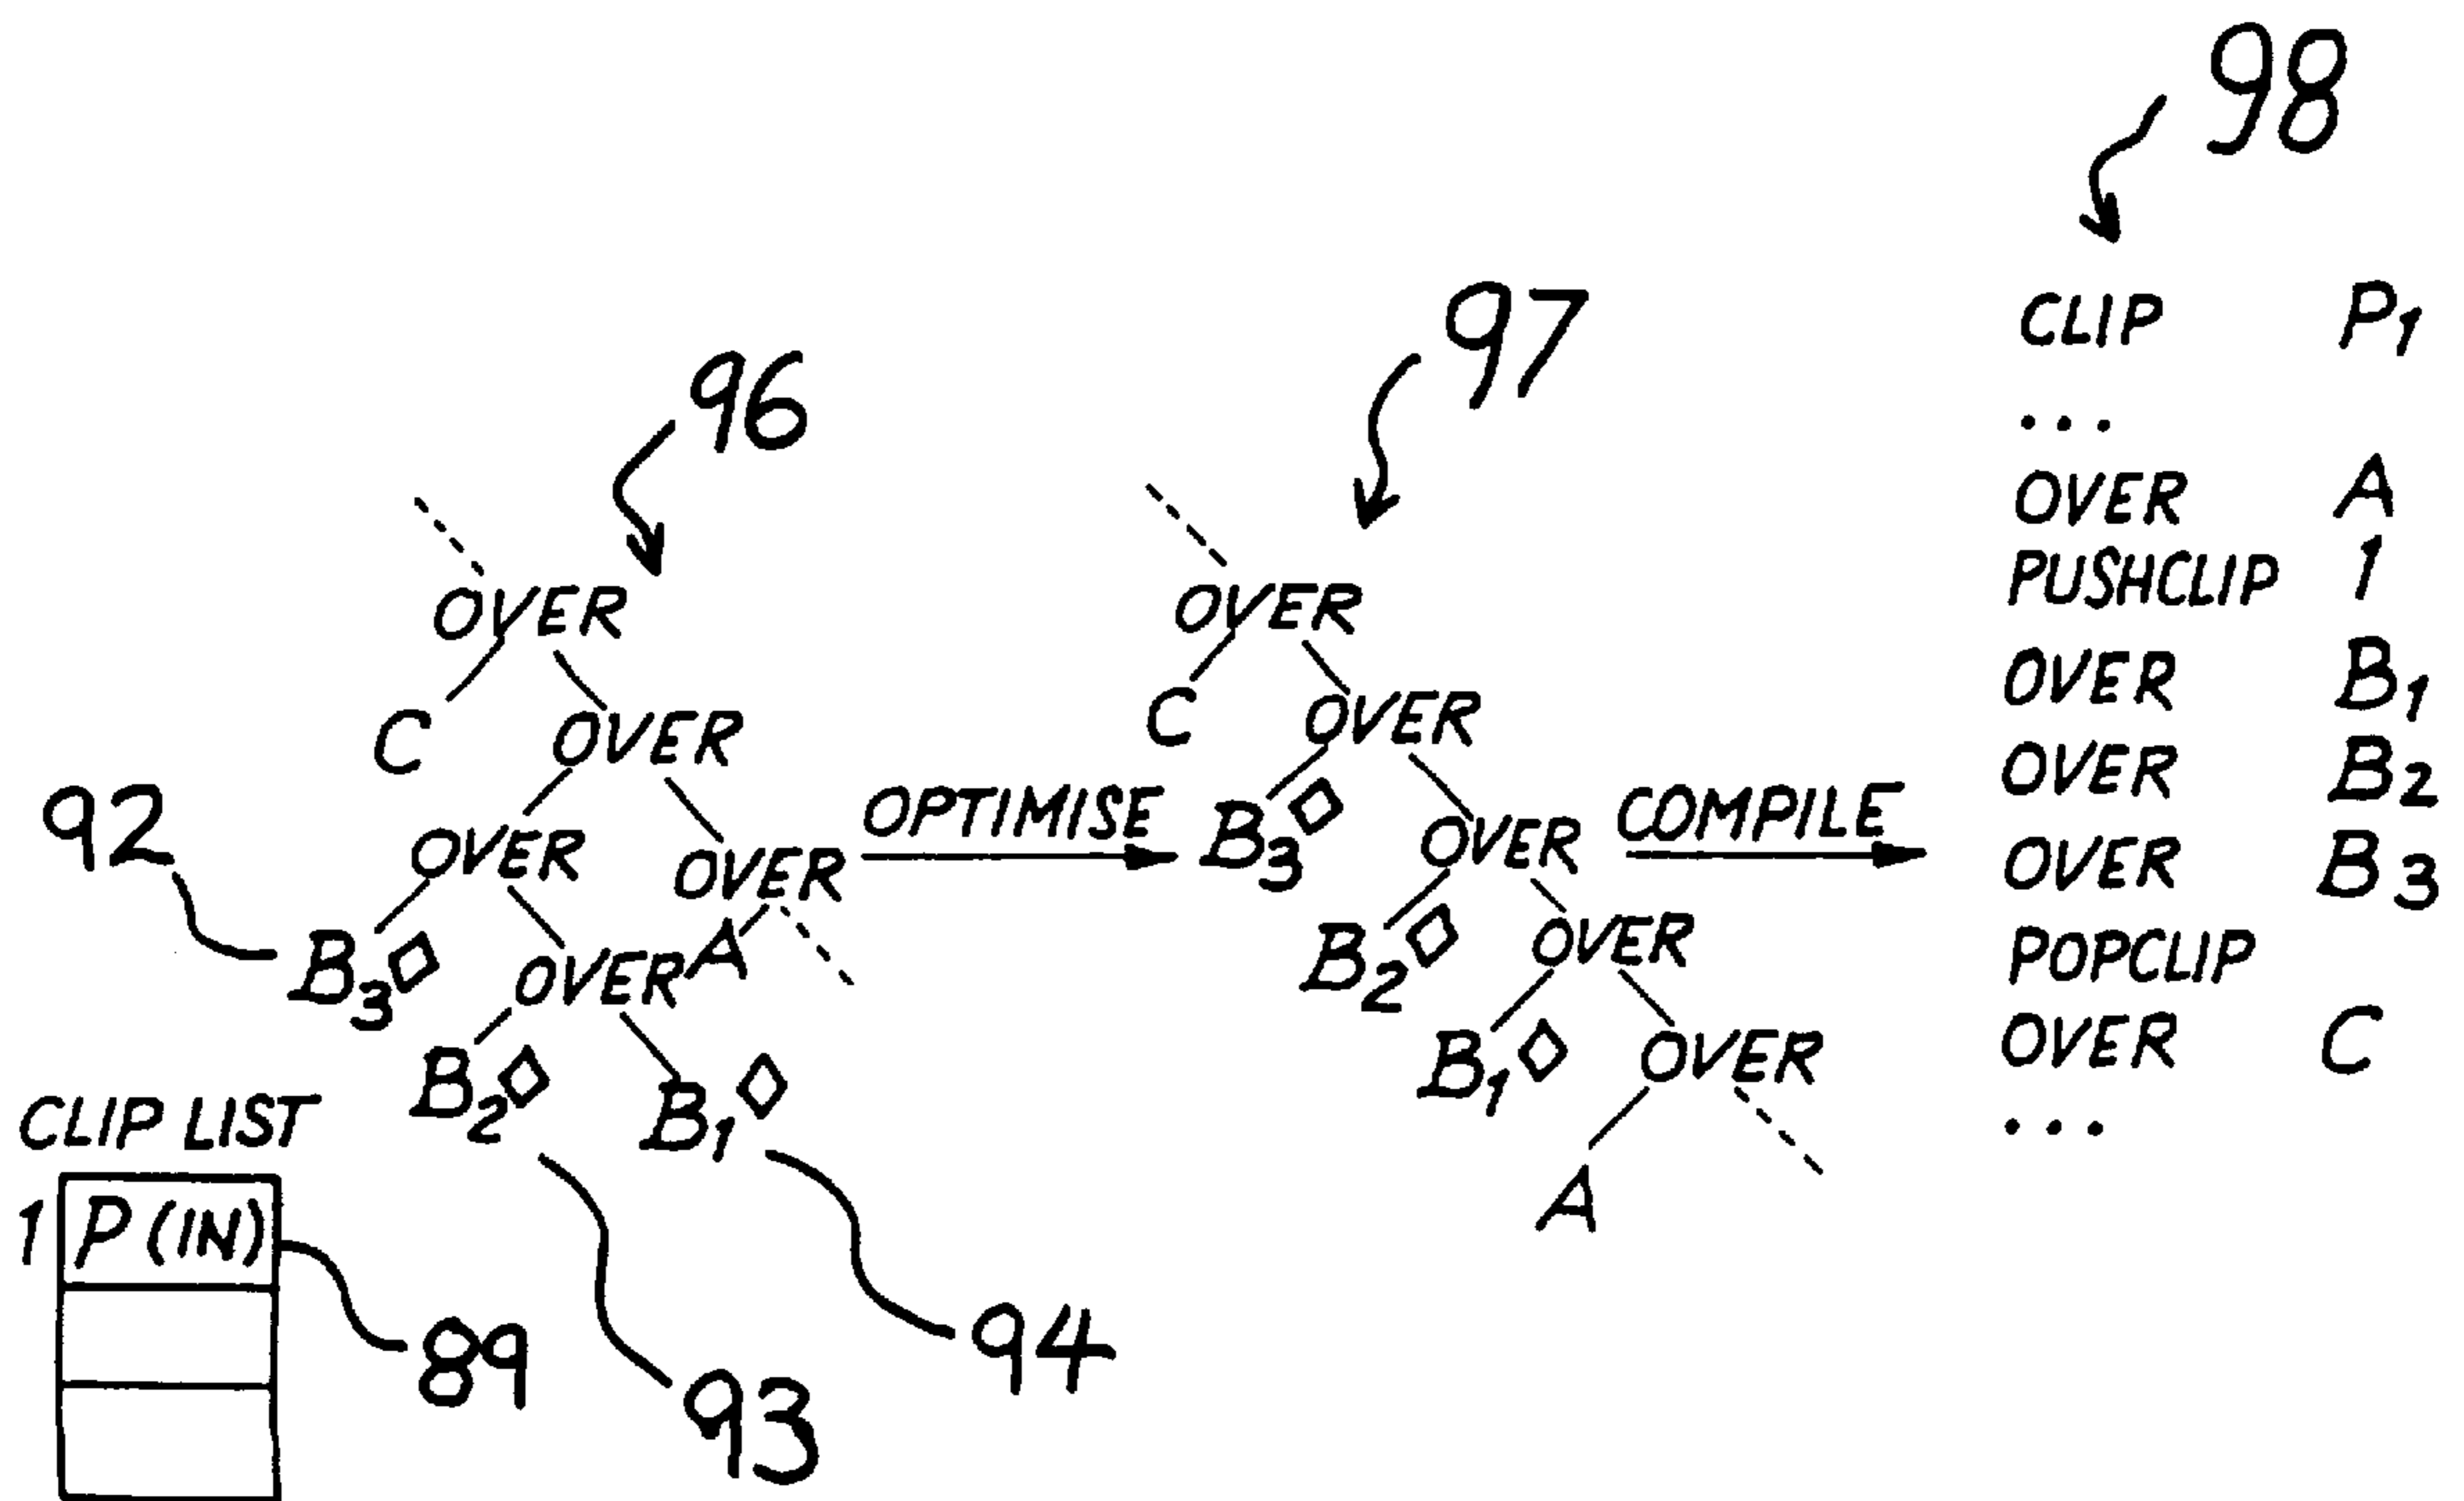 98
CLIP P1
...
OVER A
PUSHCLIP 1
OVER B1
OVER B2
OVER B3
POPCLIP
OVER C
...
96
OVER
C OVER
OVER OVER
B3 OVER A
B2 B1
92
93
94
CLIP LIST
1 P(IN)
89
OPTIMISE
97
OVER
C OVER
B3 OVER
B2 OVER
B1 OVER
A
COMPILE